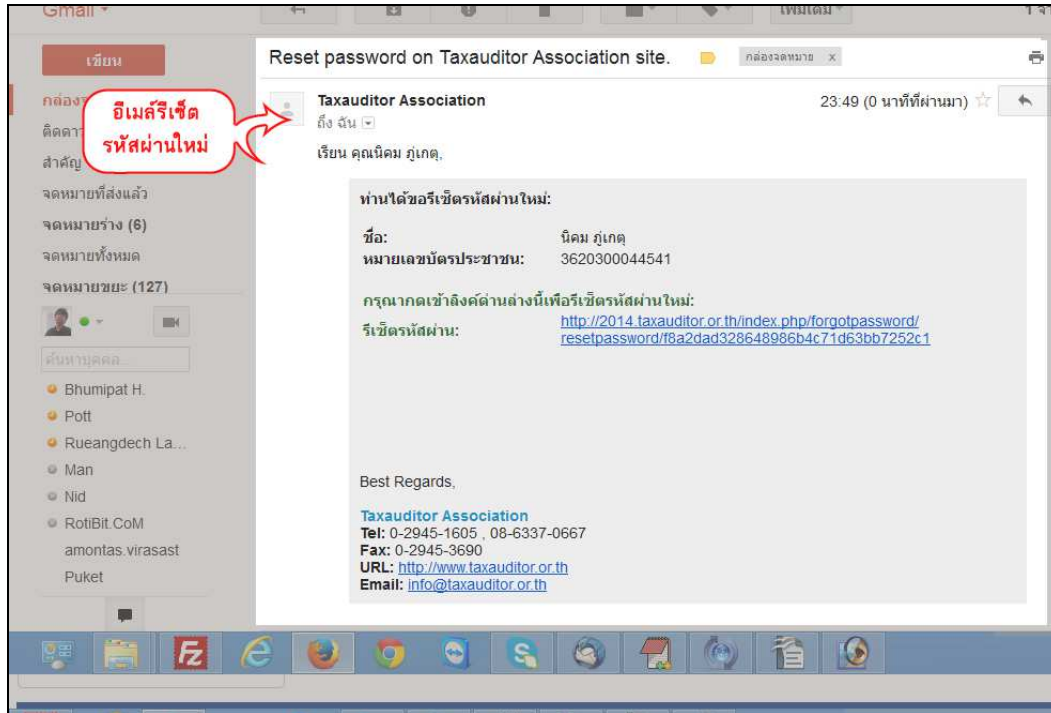 Gmail
เพิ่มเติม
เขียน
Reset password on Taxauditor Association site.
กล่องจดหมาย x
อีเมล์รีเซ็ต
รหัสผ่านใหม่
Taxauditor Association
23:49 (0 นาทีที่ผ่านมา)
ถึง ฉัน
เรียน คุณนิคม ภู่เกตุ,
สำคัญ
จดหมายที่ส่งแล้ว
จดหมายร่าง (6)
จดหมายทั้งหมด
จดหมายขยะ (127)
ค้นหาบุคคล...
Bhumipat H.
Pott
Rueangdech La...
Man
Nid
RotiBit.CoM
amontas.virasast
Puket
ท่านได้ขอรีเซ็ตรหัสผ่านใหม่:
ชื่อ: นิคม ภู่เกตุ
หมายเลขบัตรประชาชน: 3620300044541
กรุณากดเข้าลิงค์ด่านล่างนี้เพื่อรีเซ็ตรหัสผ่านใหม่:
รีเซ็ตรหัสผ่าน: http://2014.taxauditor.or.th/index.php/forgotpassword/
resetpassword/f8a2dad328648986b4c71d63bb7252c1
Best Regards,
Taxauditor Association
Tel: 0-2945-1605 , 08-6337-0667
Fax: 0-2945-3690
URL: http://www.taxauditor.or.th
Email: info@taxauditor.or.th